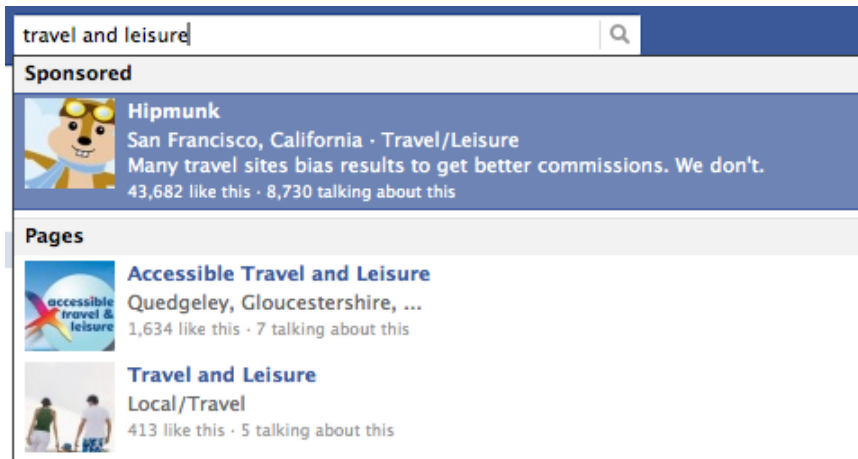 travel and leisure
Sponsored
Hipmunk
San Francisco, California · Travel/Leisure
Many travel sites bias results to get better commissions. We don't.
43,682 like this · 8,730 talking about this
Pages
accessible
travel &
leisure
Accessible Travel and Leisure
Quedgeley, Gloucestershire, ...
1,634 like this · 7 talking about this
Travel and Leisure
Local/Travel
413 like this · 5 talking about this